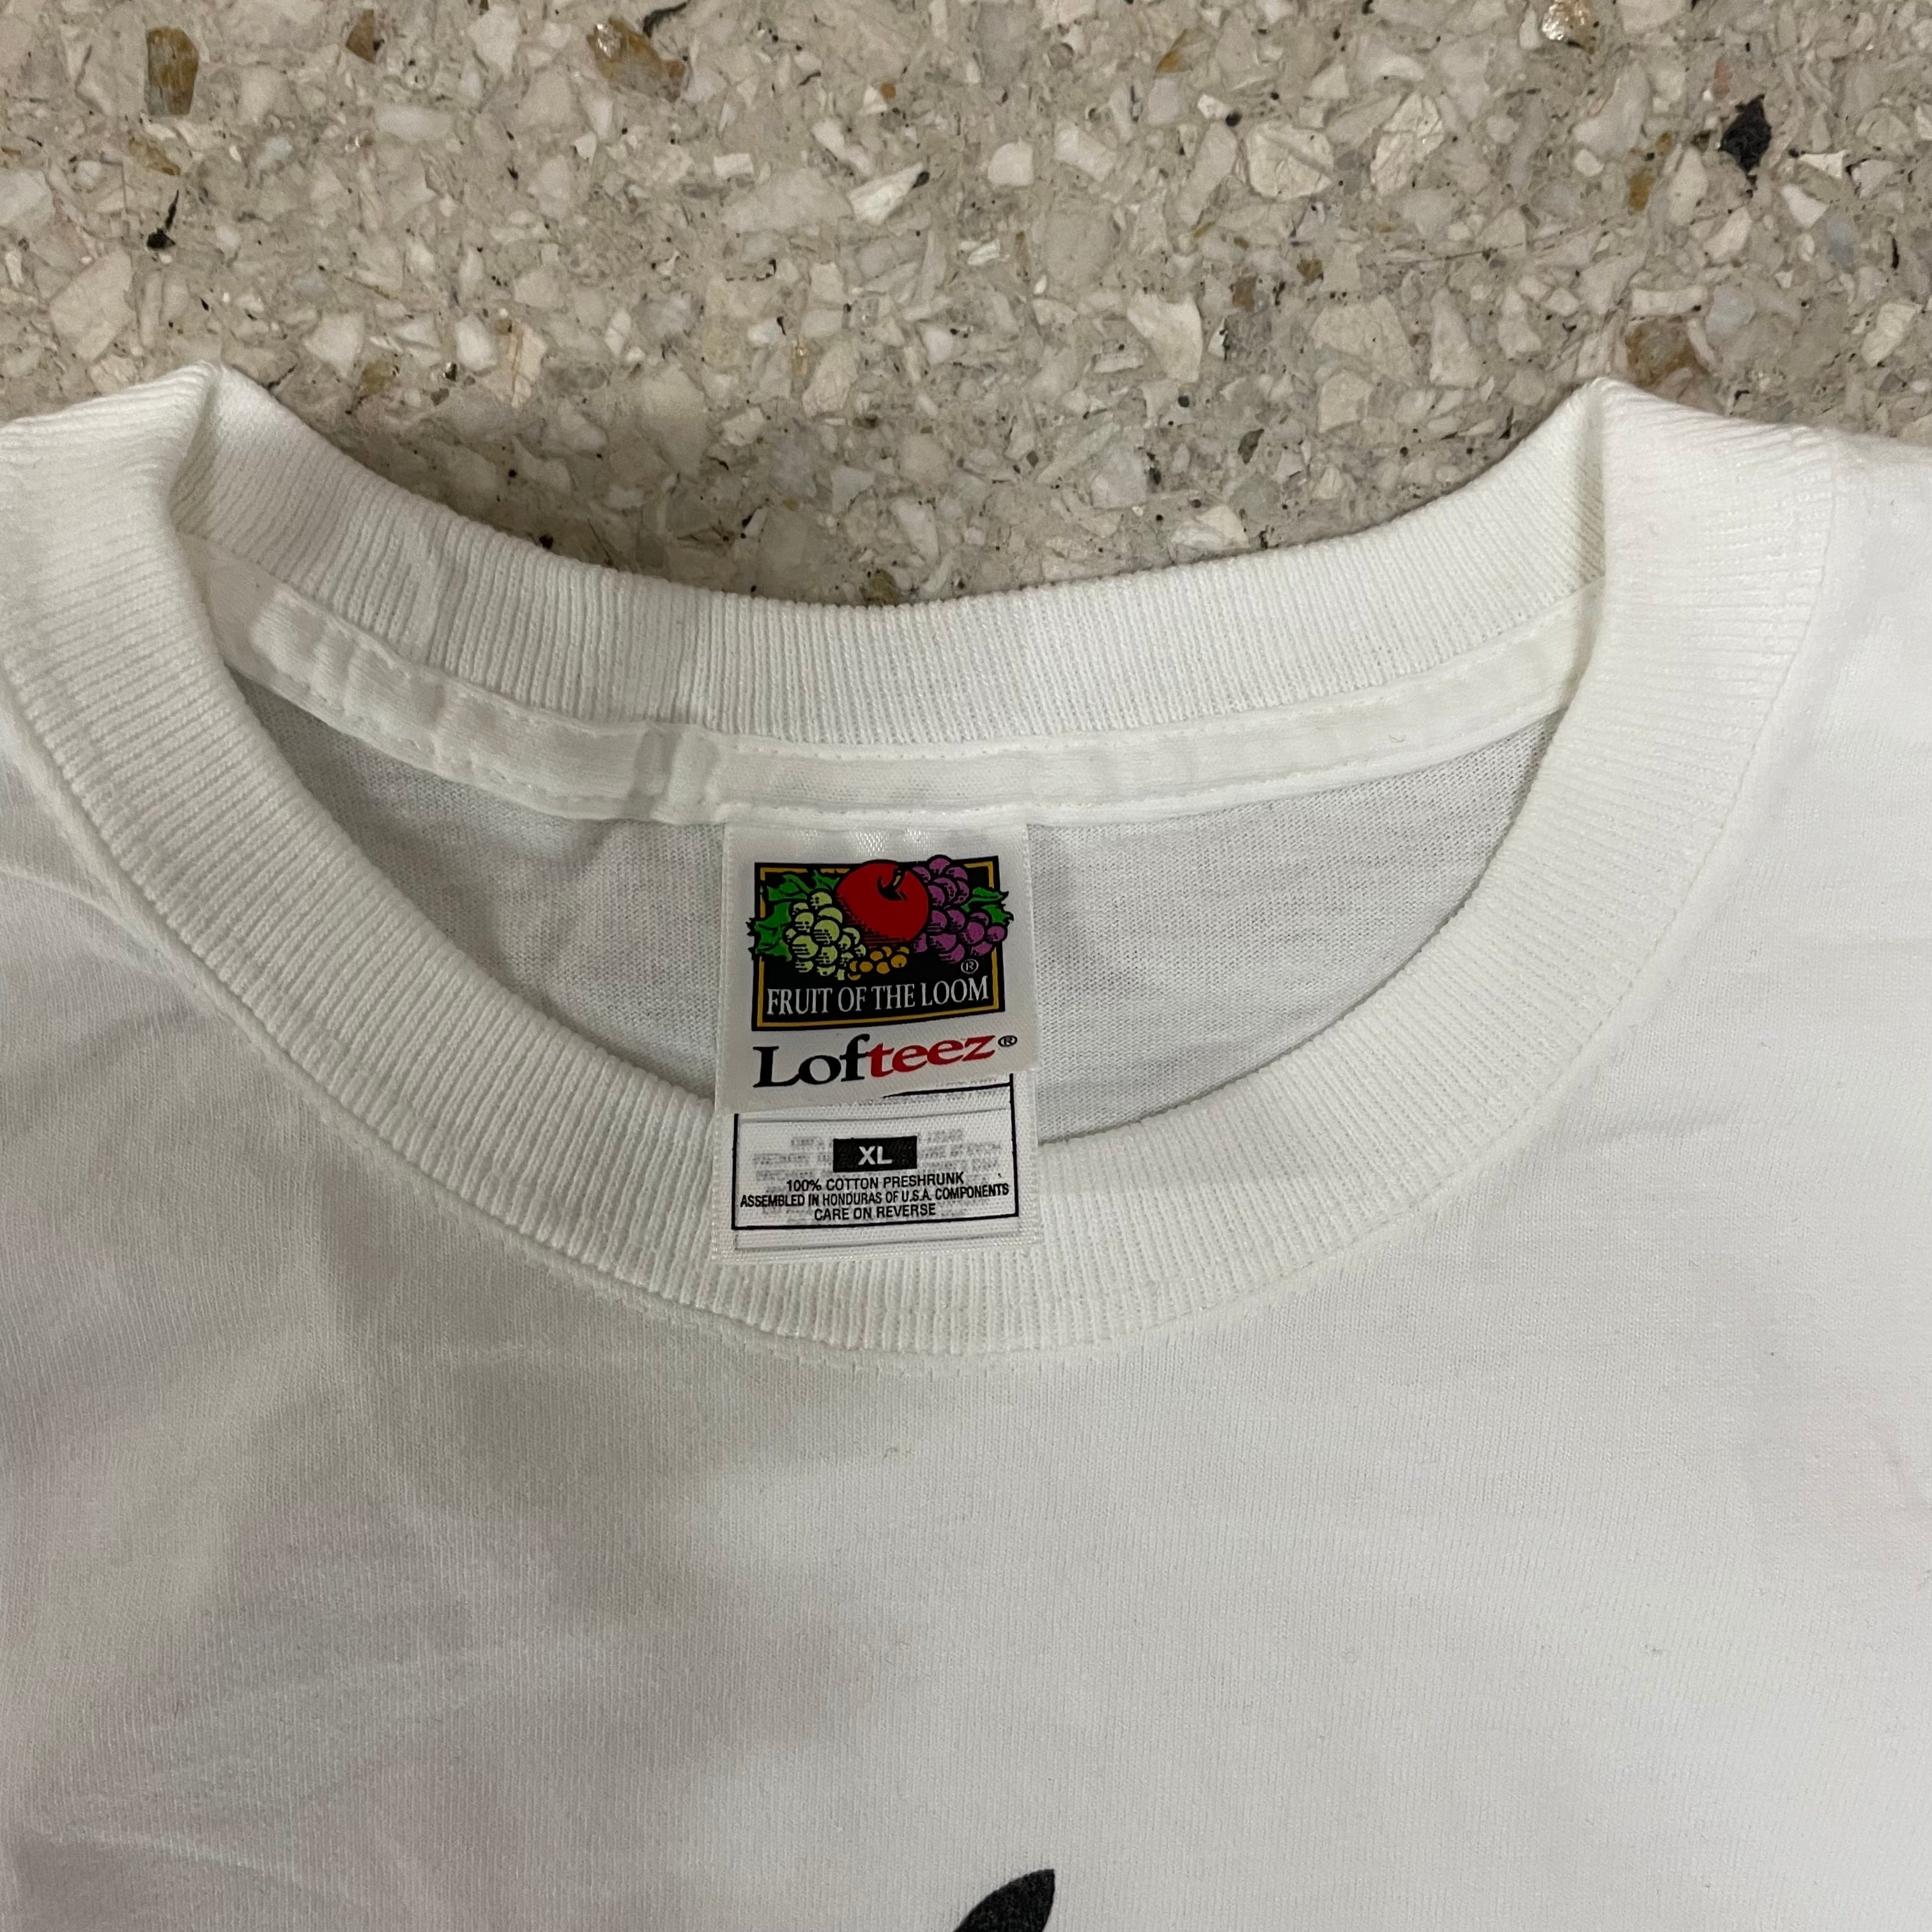 ®
FRUIT OF THE LOOM
Lofteez®
XL
100% COTTON PRESHRUNK
ASSEMBLED IN HONDURAS OF U.S.A. COMPONENTS
CARE ON REVERSE